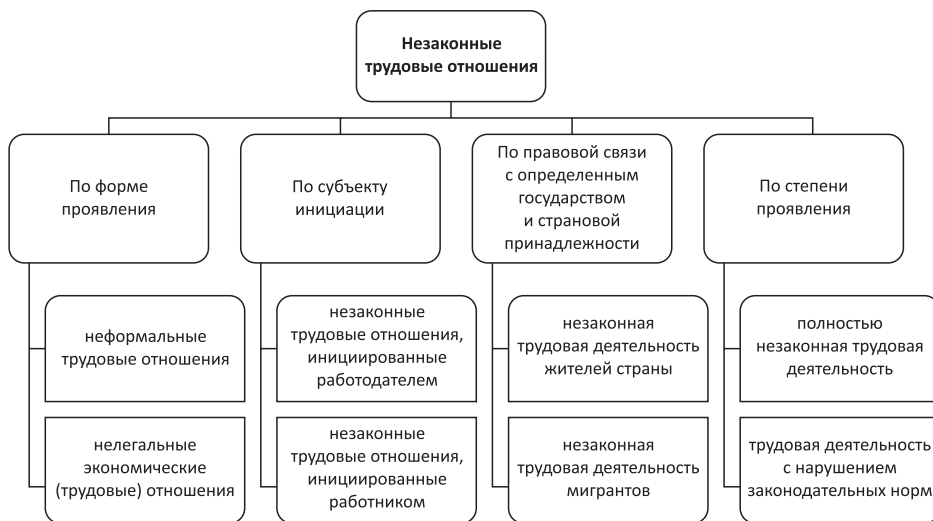 Незаконные
трудовые отношения
По форме
проявления
неформальные
трудовые отношения
нелегальные
экономические
(трудовые) отношения
По субъекту
инициации
незаконные
трудовые отношения,
инициированные
работодателем
незаконные
трудовые отношения,
инициированные
работником
По правовой связи
с определенным
государством
и страновой
принадлежности
незаконная
трудовая деятельность
жителей страны
незаконная
трудовая деятельность
мигрантов
По степени
проявления
полностью
незаконная трудовая
деятельность
трудовая деятельность
с нарушением
законодательных норм